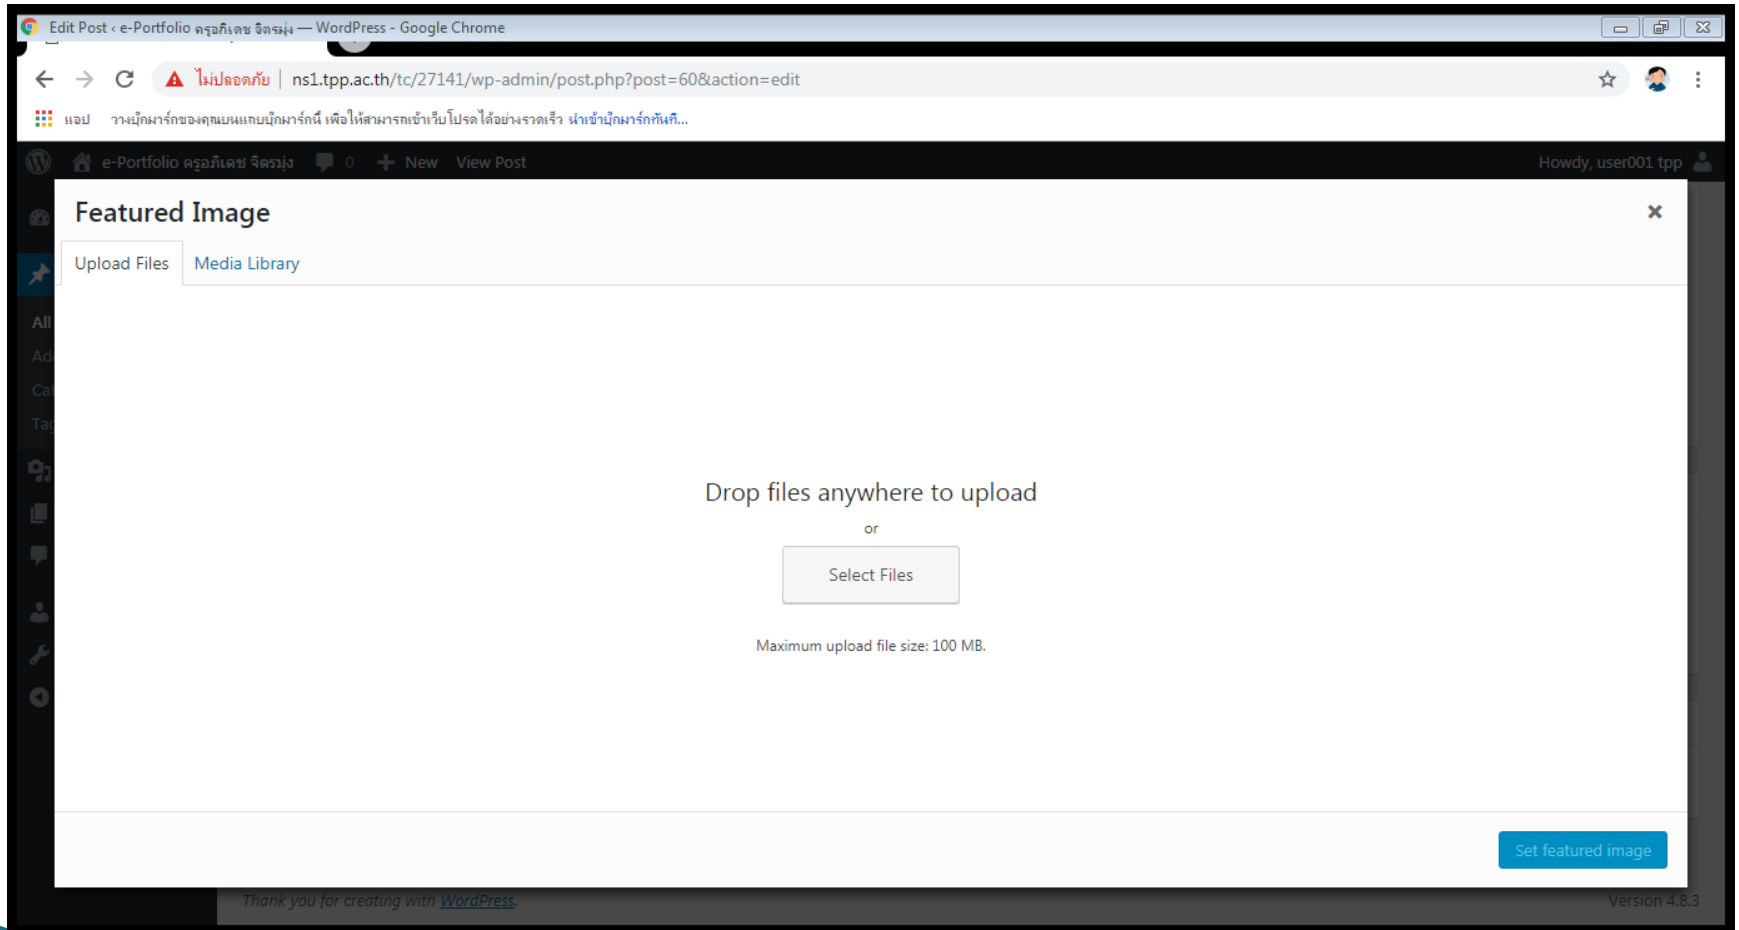 Edit Post ‹ e-Portfolio ครูอภิเดช จิตรมุ่ง — WordPress - Google Chrome
ไม่ปลอดภัย | ns1.tpp.ac.th/tc/27141/wp-admin/post.php?post=60&action=edit
แอป วางบุ๊กมาร์กของคุณบนแถบบุ๊กมาร์กนี้ เพื่อให้สามารถเข้าเว็บโปรดได้อย่างรวดเร็ว นำเข้าบุ๊กมาร์กทันที...
e-Portfolio ครูอภิเดช จิตรมุ่ง 0 New View Post Howdy, user001 tpp
Featured Image
Upload Files Media Library
All
Ad
Cat
Tag
Drop files anywhere to upload
or
Select Files
Maximum upload file size: 100 MB.
Set featured image
Thank you for creating with WordPress. Version 4.8.3